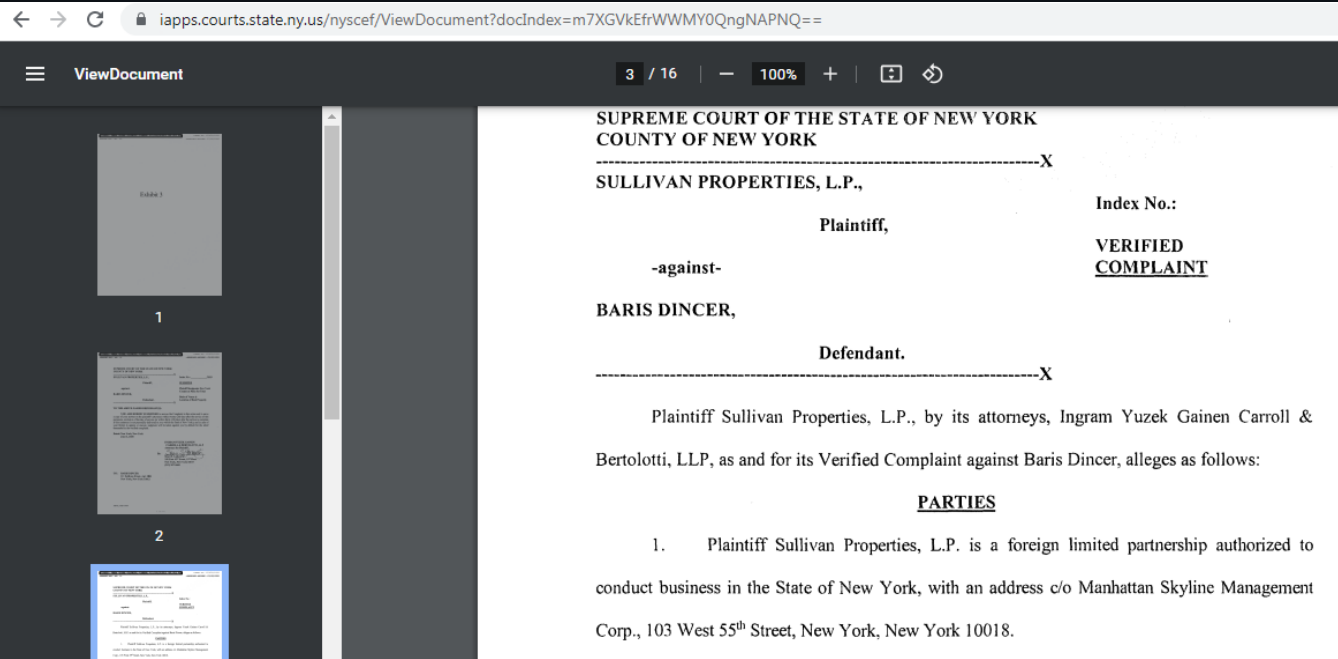 iapps.courts.state.ny.us/nyscef/ViewDocument?docIndex=m7XGVkEfrWWMY0QngNAPNQ==
ViewDocument
3 / 16
100%
Exhibit 1
1
2
SUPREME COURT OF THE STATE OF NEW YORK
COUNTY OF NEW YORK
-----------------------------------------------------------------------X
SULLIVAN PROPERTIES, L.P.,
Index No.:
Plaintiff,
VERIFIED
-against-
COMPLAINT
BARIS DINCER,
Defendant.
-----------------------------------------------------------------------X
Plaintiff Sullivan Properties, L.P., by its attorneys, Ingram Yuzek Gainen Carroll &
Bertolotti, LLP, as and for its Verified Complaint against Baris Dincer, alleges as follows:
PARTIES
1. Plaintiff Sullivan Properties, L.P. is a foreign limited partnership authorized to
conduct business in the State of New York, with an address c/o Manhattan Skyline Management
Corp., 103 West 55th Street, New York, New York 10018.